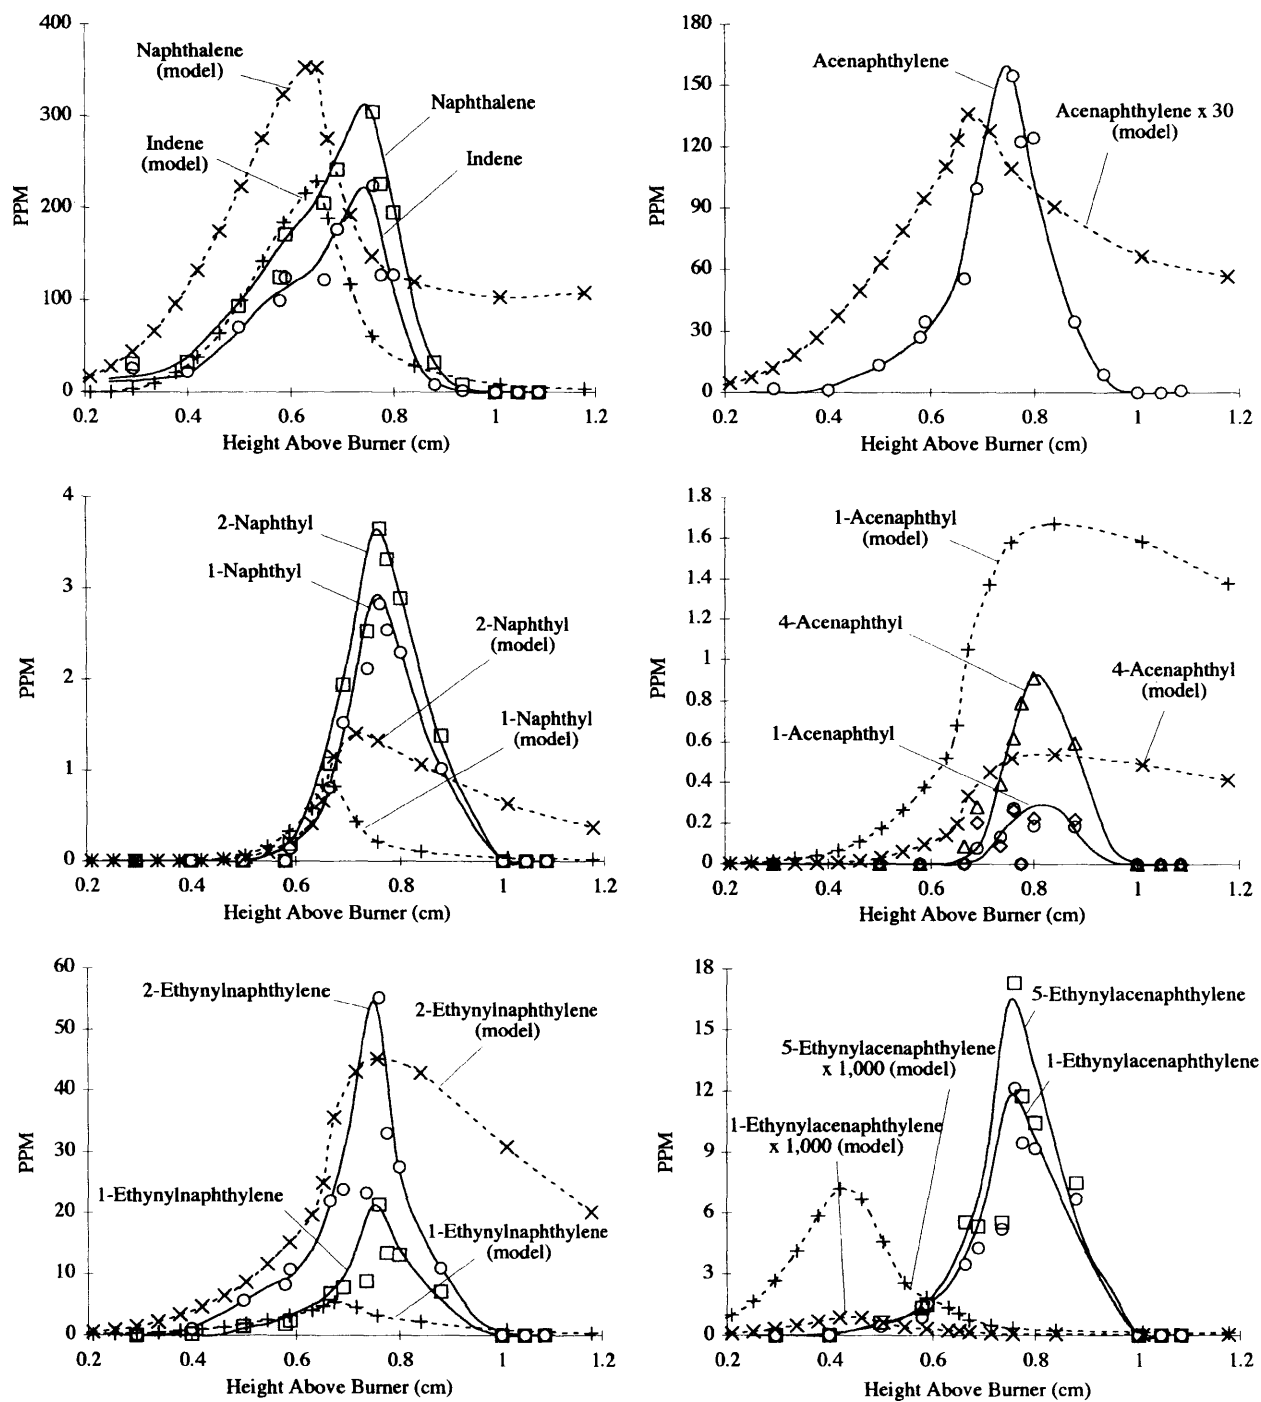 400
300
200
100
0
PPM
Naphthalene
(model)
Indene
(model)
Naphthalene
Indene
0.2 0.4 0.6 0.8 1 1.2
Height Above Burner (cm)
180
150
120
90
60
30
0
PPM
Acenaphthylene
Acenaphthylene x 30
(model)
0.2 0.4 0.6 0.8 1 1.2
Height Above Burner (cm)
4
3
2
1
0
PPM
2-Naphthyl
1-Naphthyl
2-Naphthyl
(model)
1-Naphthyl
(model)
0.2 0.4 0.6 0.8 1 1.2
Height Above Burner (cm)
1.8
1.6
1.4
1.2
1
0.8
0.6
0.4
0.2
0
PPM
1-Acenaphthyl
(model)
4-Acenaphthyl
4-Acenaphthyl
(model)
1-Acenaphthyl
0.2 0.4 0.6 0.8 1 1.2
Height Above Burner (cm)
60
50
40
30
20
10
0
PPM
2-Ethynylnaphthylene
2-Ethynylnaphthylene
(model)
1-Ethynylnaphthylene
1-Ethynylnaphthylene
(model)
0.2 0.4 0.6 0.8 1 1.2
Height Above Burner (cm)
18
15
12
9
6
3
0
PPM
5-Ethynylacenaphthylene
5-Ethynylacenaphthylene
x 1,000 (model)
1-Ethynylacenaphthylene
1-Ethynylacenaphthylene
x 1,000 (model)
0.2 0.4 0.6 0.8 1 1.2
Height Above Burner (cm)